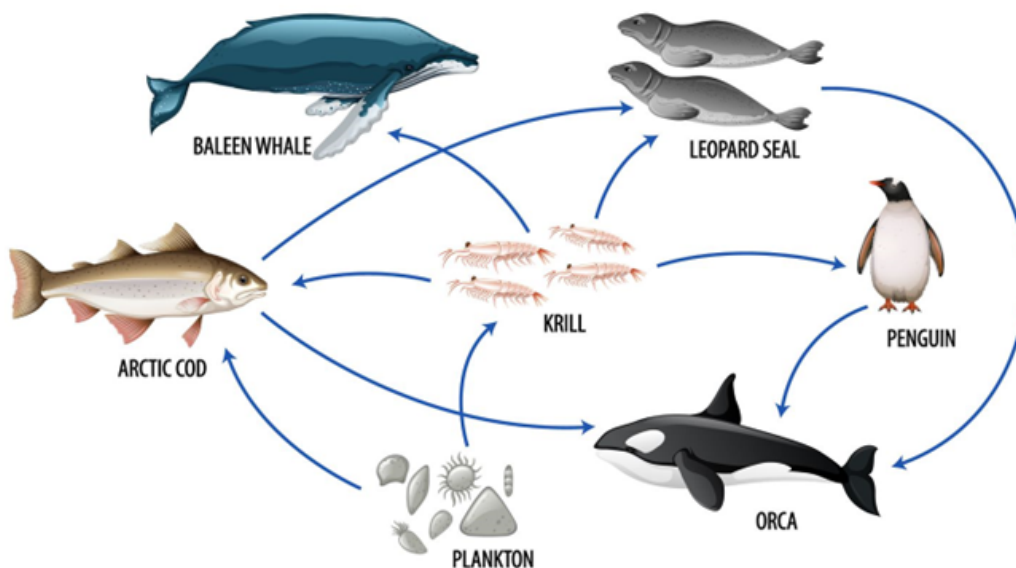 BALEEN WHALE
LEOPARD SEAL
KRILL
PENGUIN
ARCTIC COD
ORCA
PLANKTON